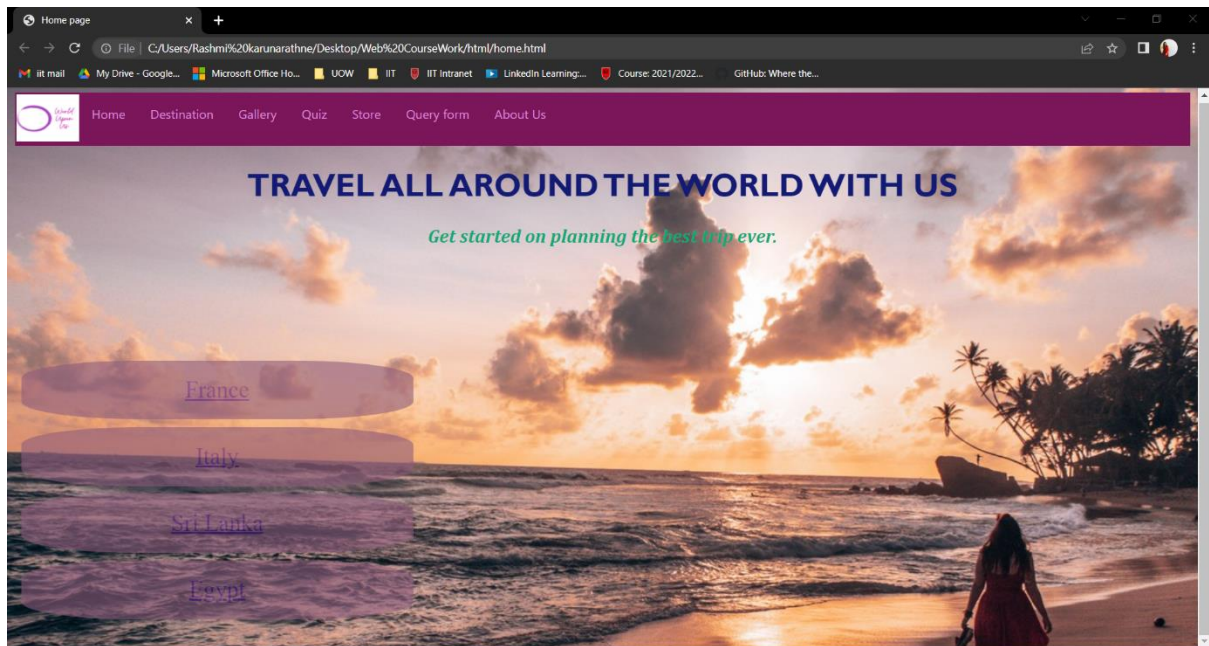 Home page
File C:/Users/Rashmi%20karunarathne/Desktop/Web%20CourseWork/html/home.html
iit mail My Drive - Google... Microsoft Office Ho... UOW IIT IIT Intranet LinkedIn Learning:... Course: 2021/2022... GitHub: Where the...
World
Upon
Us
Home Destination Gallery Quiz Store Query form About Us
TRAVEL ALL AROUND THE WORLD WITH US
Get started on planning the best trip ever.
France
Italy
Sri Lanka
Egypt